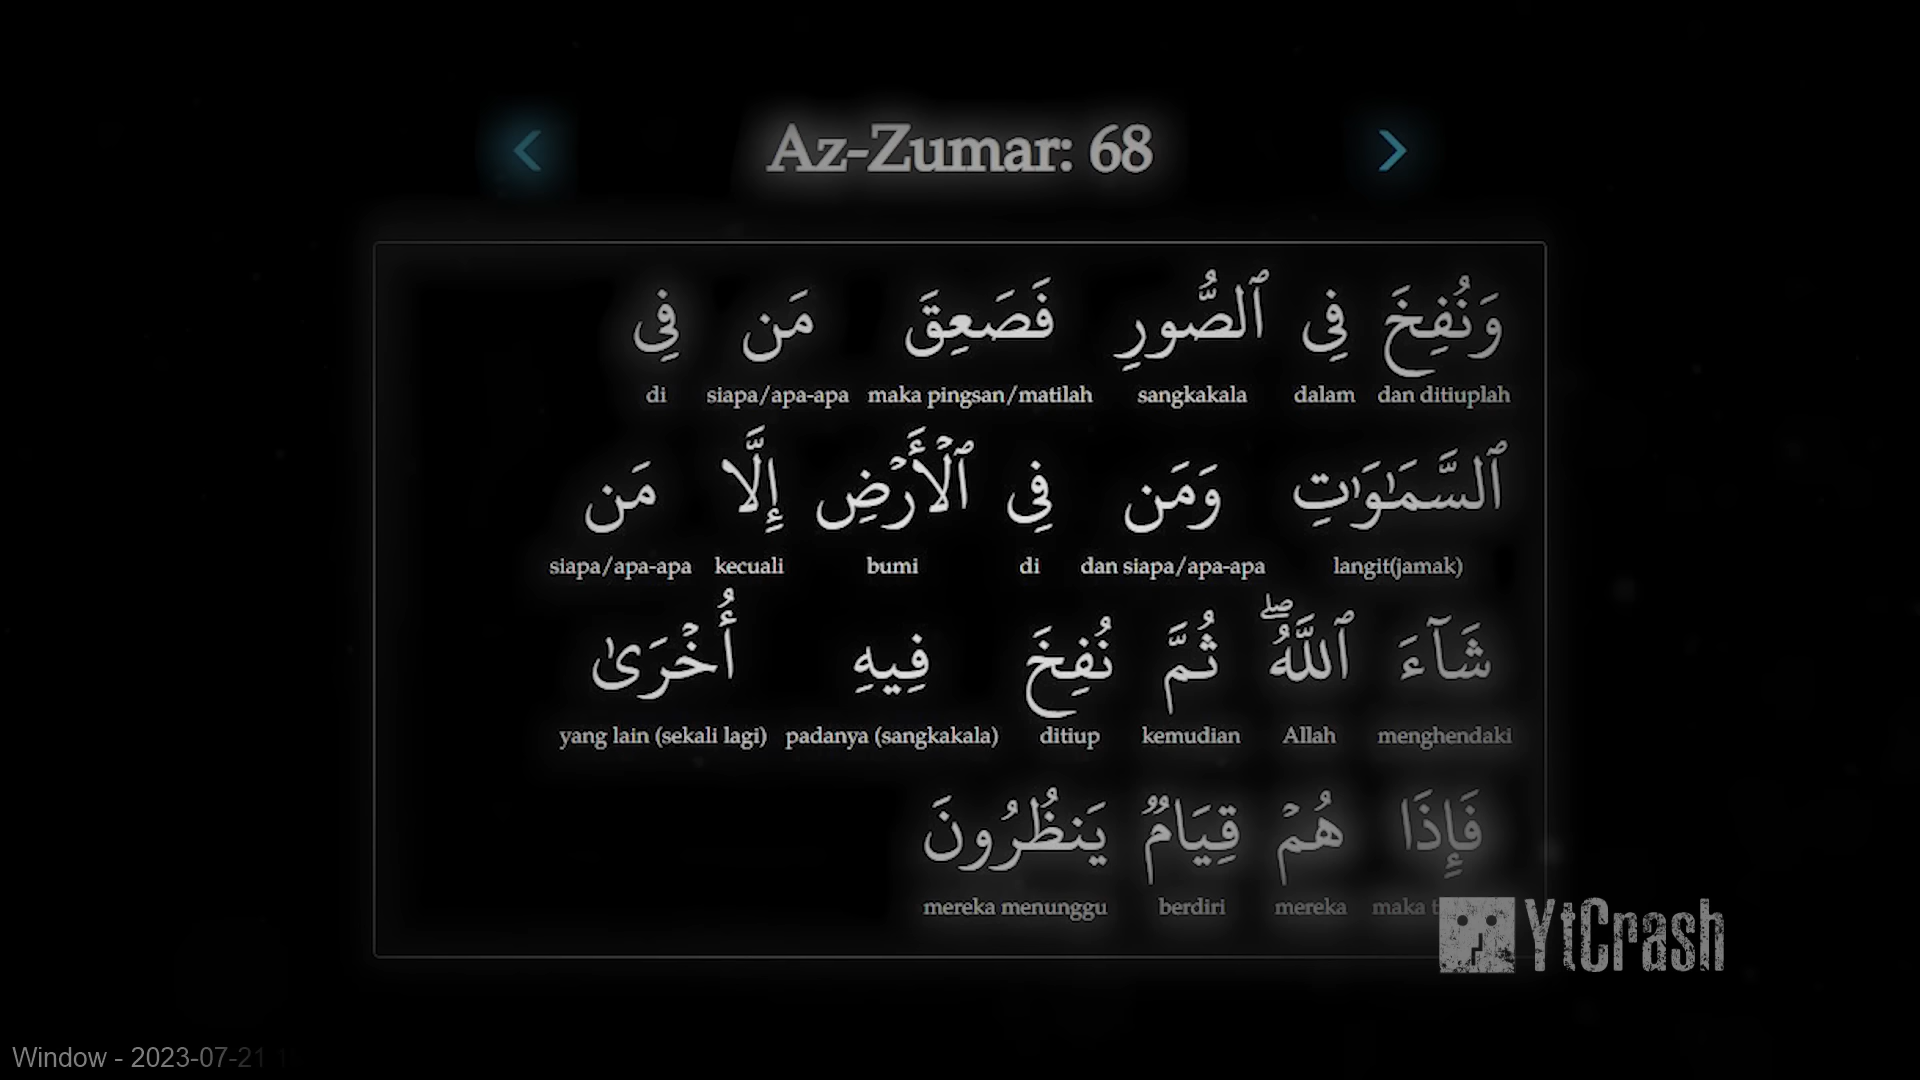 Az-Zumar: 68
وَنُفِخَ فِى ٱلصُّورِ فَصَعِقَ مَن فِى
dan ditiuplah dalam sangkakala maka pingsan/matilah siapa/apa-apa di
ٱلسَّمَـٰوَٰتِ وَمَن فِى ٱلْأَرْضِ إِلَّا مَن
langit(jamak) dan siapa/apa-apa di bumi kecuali siapa/apa-apa
شَآءَ ٱللَّهُ ۖ ثُمَّ نُفِخَ فِيهِ أُخْرَىٰ
menghendaki Allah kemudian ditiup padanya (sangkakala) yang lain (sekali lagi)
فَإِذَا هُمْ قِيَامٌ يَنظُرُونَ
maka mereka berdiri mereka menunggu
YtCrash
Window - 2023-07-21